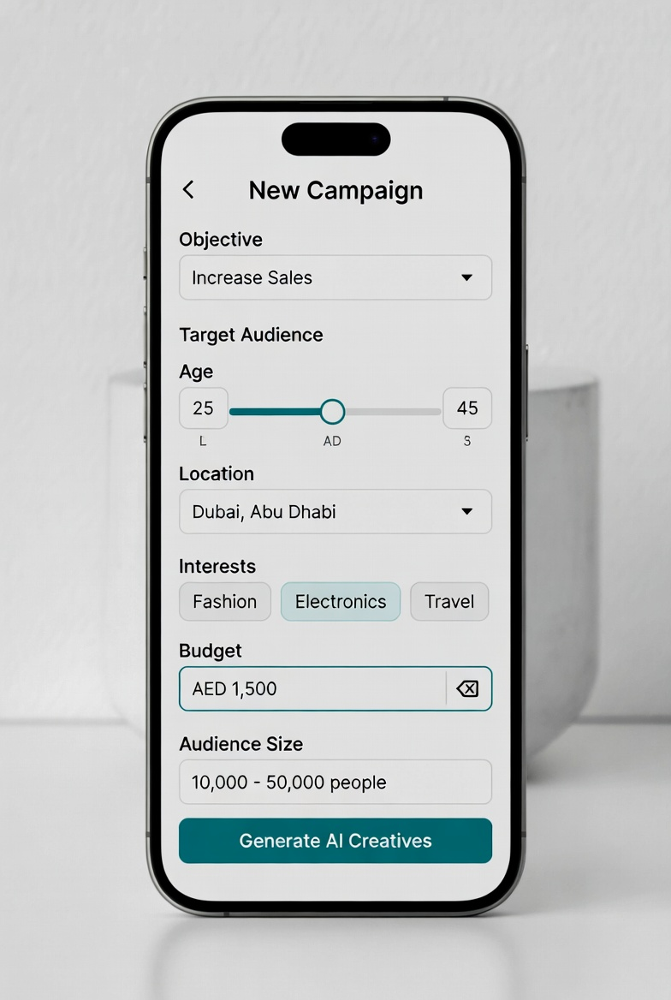 New Campaign
Objective
Increase Sales
Target Audience
Age
25 45
L AD S
Location
Dubai, Abu Dhabi
Interests
Fashion Electronics Travel
Budget
AED 1,500
Audience Size
10,000 - 50,000 people
Generate AI Creatives